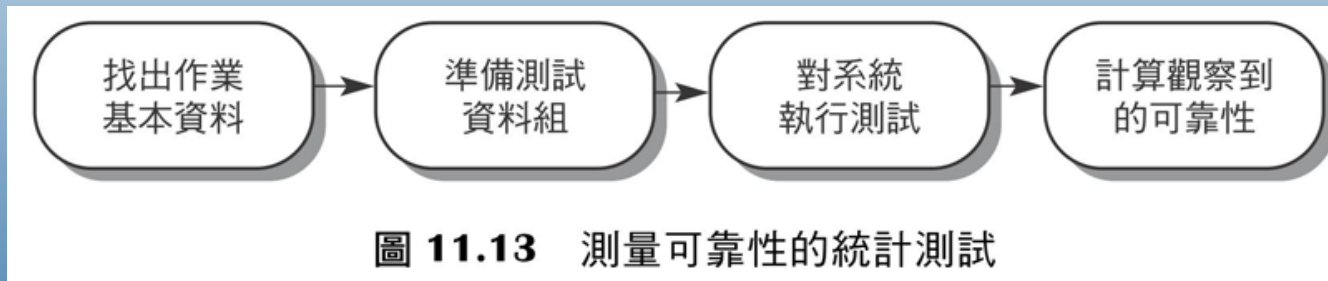 找出作業
基本資料
準備測試
資料組
對系統
執行測試
計算觀察到
的可靠性
圖 11.13 測量可靠性的統計測試